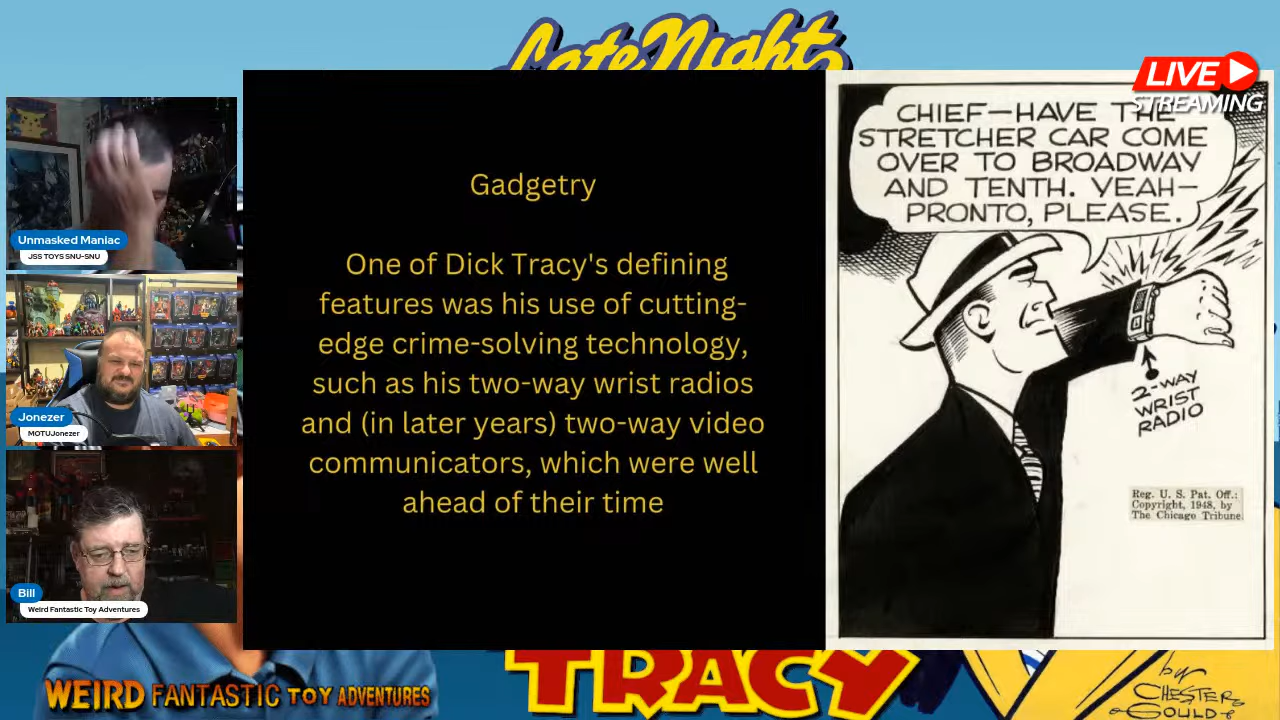 Late Night
LIVE
STREAMING
Unmasked Maniac
JSS TOYS SNU-SNU
Jonezer
MOTUJonezer
Bill
Weird Fantastic Toy Adventures
Gadgetry
One of Dick Tracy's defining
features was his use of cutting-
edge crime-solving technology,
such as his two-way wrist radios
and (in later years) two-way video
communicators, which were well
ahead of their time
CHIEF—HAVE THE
STRETCHER CAR COME
OVER TO BROADWAY
AND TENTH. YEAH—
PRONTO, PLEASE.
2-WAY
WRIST
RADIO
Reg. U. S. Pat. Off.:
Copyright, 1948, by
The Chicago Tribune.
WEIRD FANTASTIC TOY ADVENTURES
TRACY
by
CHESTER
GOULD